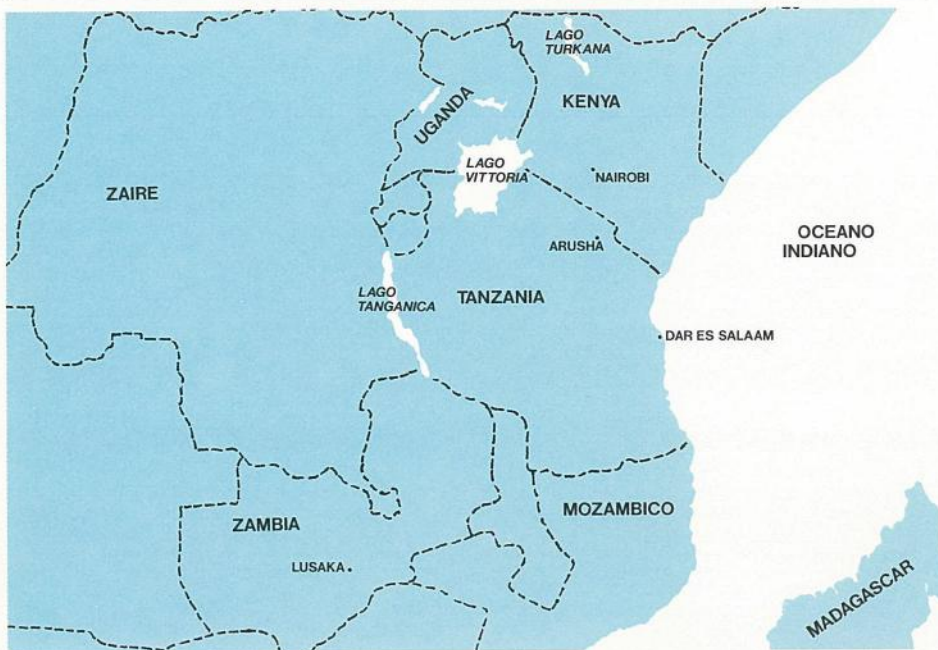 LAGO
TURKANA
KENYA
UGANDA
LAGO
VITTORIA
NAIROBI
ZAIRE
OCEANO
INDIANO
ARUSHA
LAGO
TANGANICA
TANZANIA
DAR ES SALAAM
MOZAMBICO
ZAMBIA
LUSAKA
MADAGASCAR